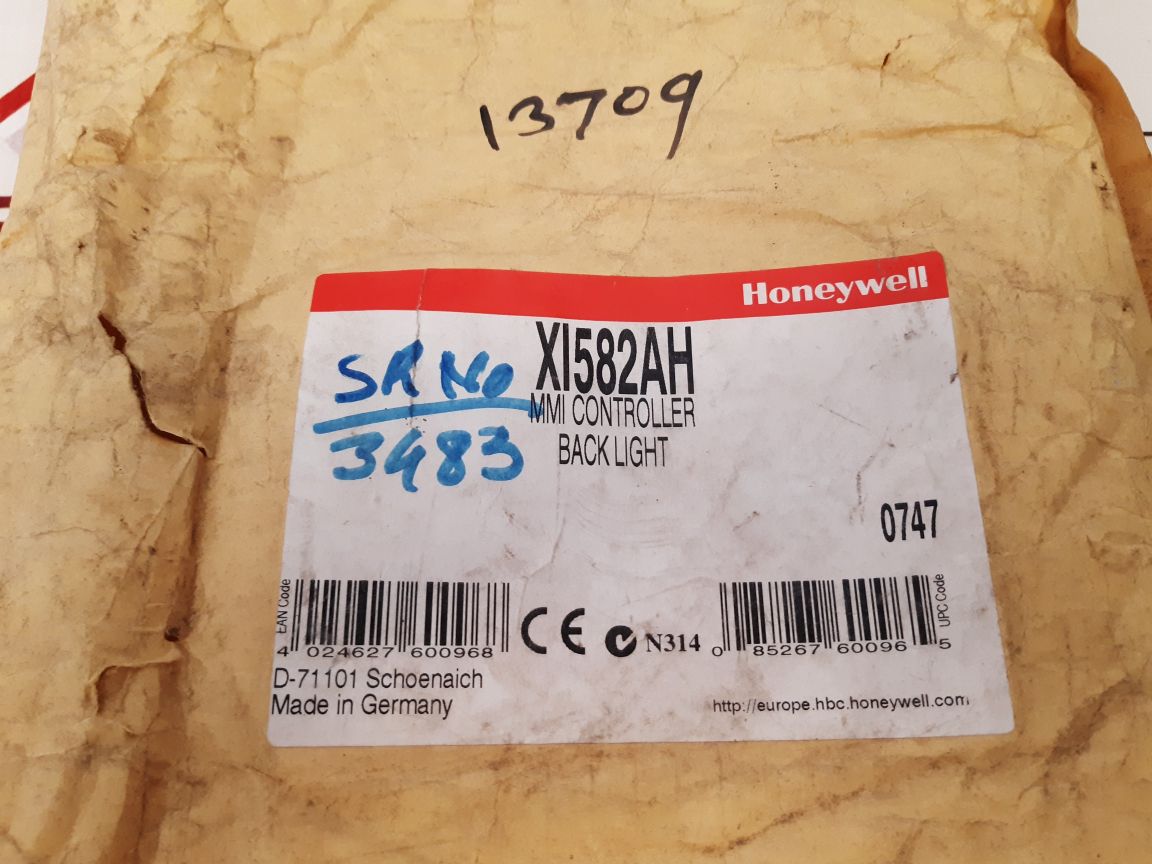 13709
Honeywell
XI582AH
MMI CONTROLLER
BACK LIGHT
SR No
3483
0747
EAN Code
4 024627 600968
CE
N314
0 85267 60096 5
UPC Code
D-71101 Schoenaich
Made in Germany
http://europe.hbc.honeywell.com